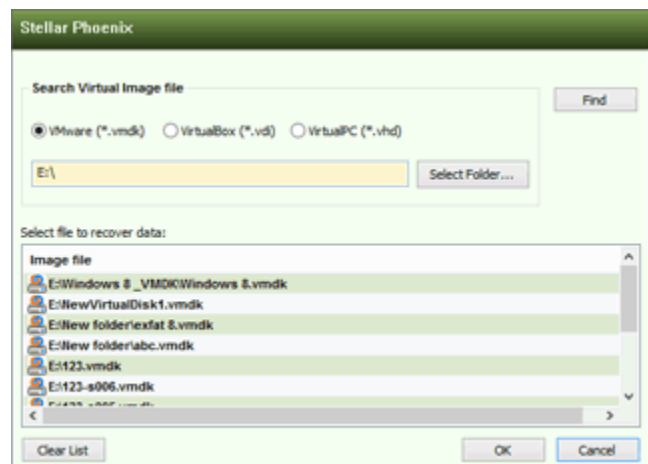 Stellar Phoenix
Search Virtual Image file
Find
VMware (*.vmdk) VirtualBox (*.vdi) VirtualPC (*.vhd)
E:\ Select Folder...
Select file to recover data:
Image file
E:\Windows 8 _VMDK\Windows 8.vmdk
E:\NewVirtualDisk1.vmdk
E:\New folder\exfat 8.vmdk
E:\New folder\abc.vmdk
E:\123.vmdk
E:\123-s006.vmdk
Clear List OK Cancel